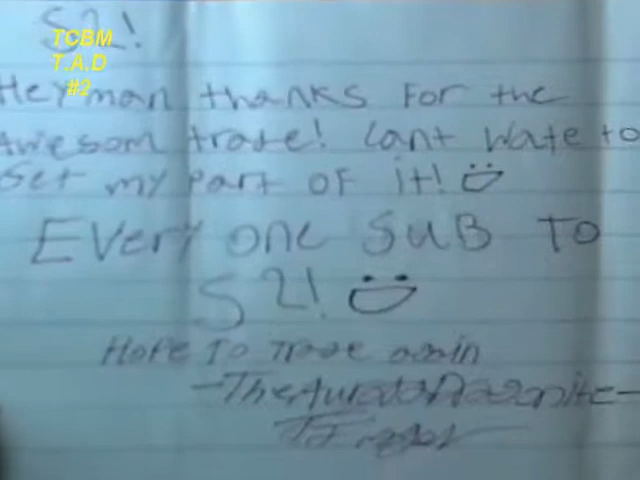 S2!
TCBM
T.A.D
#2
Hey man thanks for the
Awesom trade! Cant wate to
Get my part of it!
Every one SUB TO
S2!
Hope To Trade again